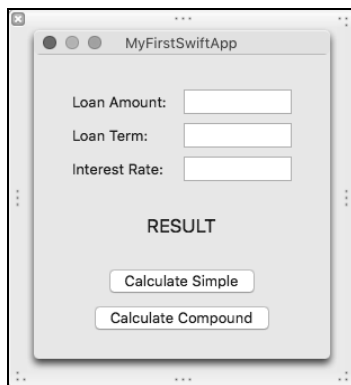 MyFirstSwiftApp
Loan Amount:
Loan Term:
Interest Rate:
RESULT
Calculate Simple
Calculate Compound